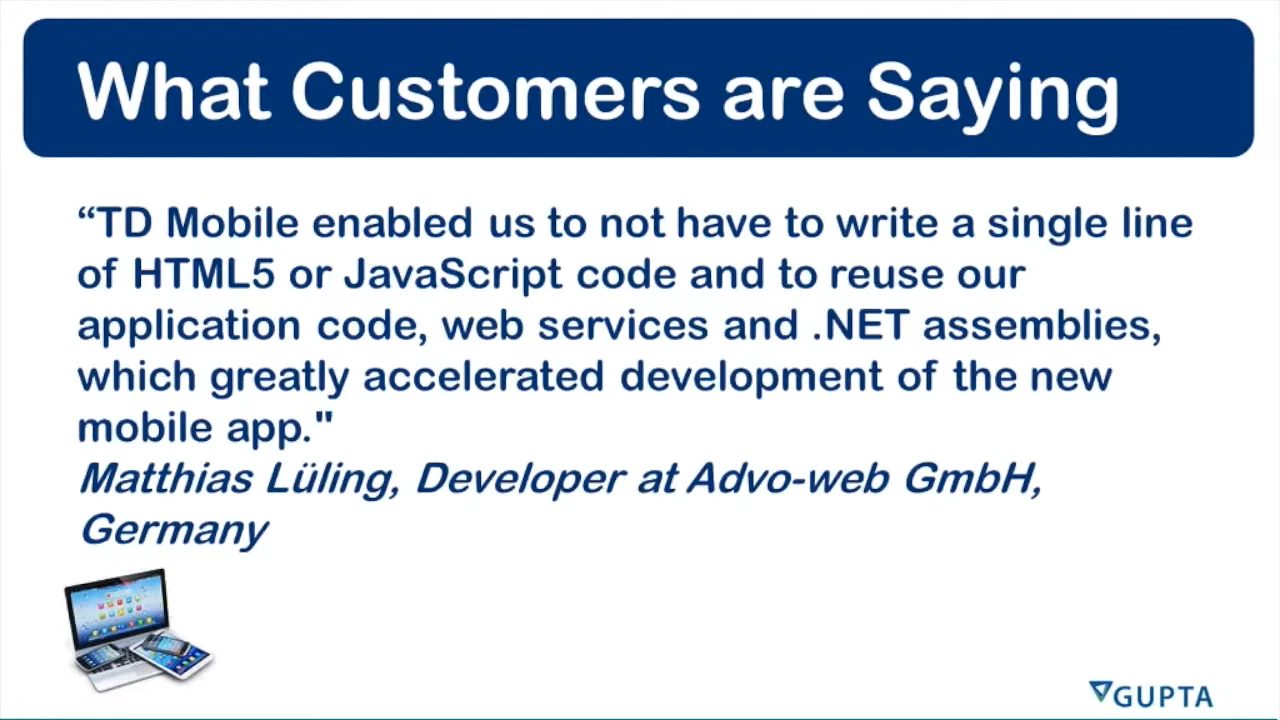 What Customers are Saying
“TD Mobile enabled us to not have to write a single line
of HTML5 or JavaScript code and to reuse our
application code, web services and .NET assemblies,
which greatly accelerated development of the new
mobile app."
Matthias Lüling, Developer at Advo-web GmbH,
Germany
GUPTA